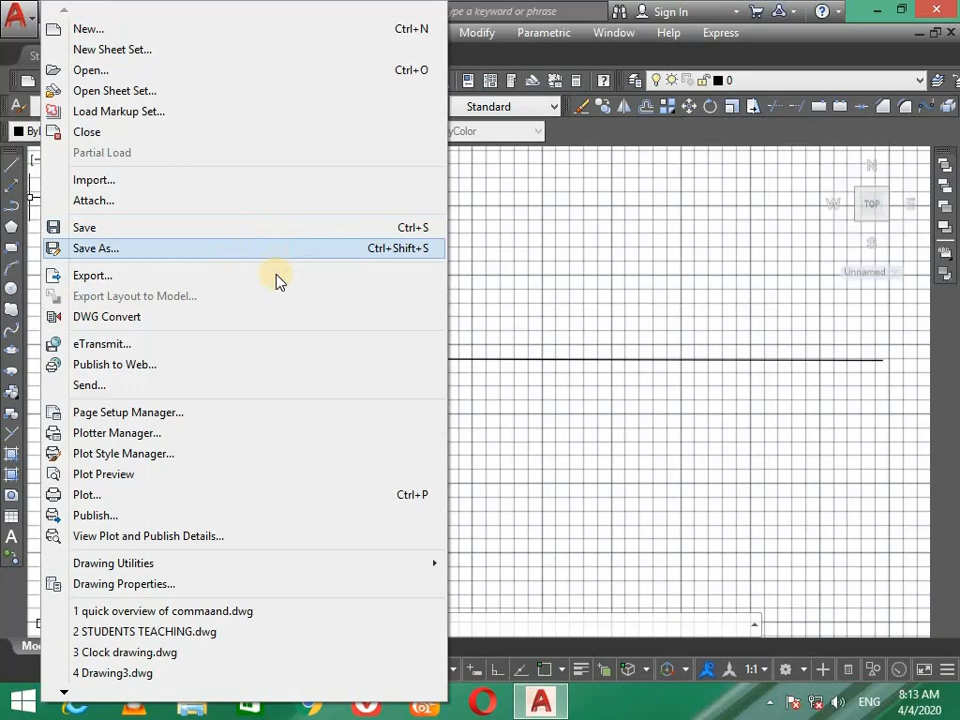 New... Ctrl+N
New Sheet Set...
Open... Ctrl+O
Open Sheet Set...
Load Markup Set...
Close
Partial Load
Import...
Attach...
Save Ctrl+S
Save As... Ctrl+Shift+S
Export...
Export Layout to Model...
DWG Convert
eTransmit...
Publish to Web...
Send...
Page Setup Manager...
Plotter Manager...
Plot Style Manager...
Plot Preview
Plot... Ctrl+P
Publish...
View Plot and Publish Details...
Drawing Utilities
Drawing Properties...
1 quick overview of commaand.dwg
2 STUDENTS TEACHING.dwg
3 Clock drawing.dwg
4 Drawing3.dwg
type a keyword or phrase Sign In
Modify Parametric Window Help Express
0
Standard
ByColor
N
W TOP E
S
Unnamed
1:1
ENG
8:13 AM
4/4/2020